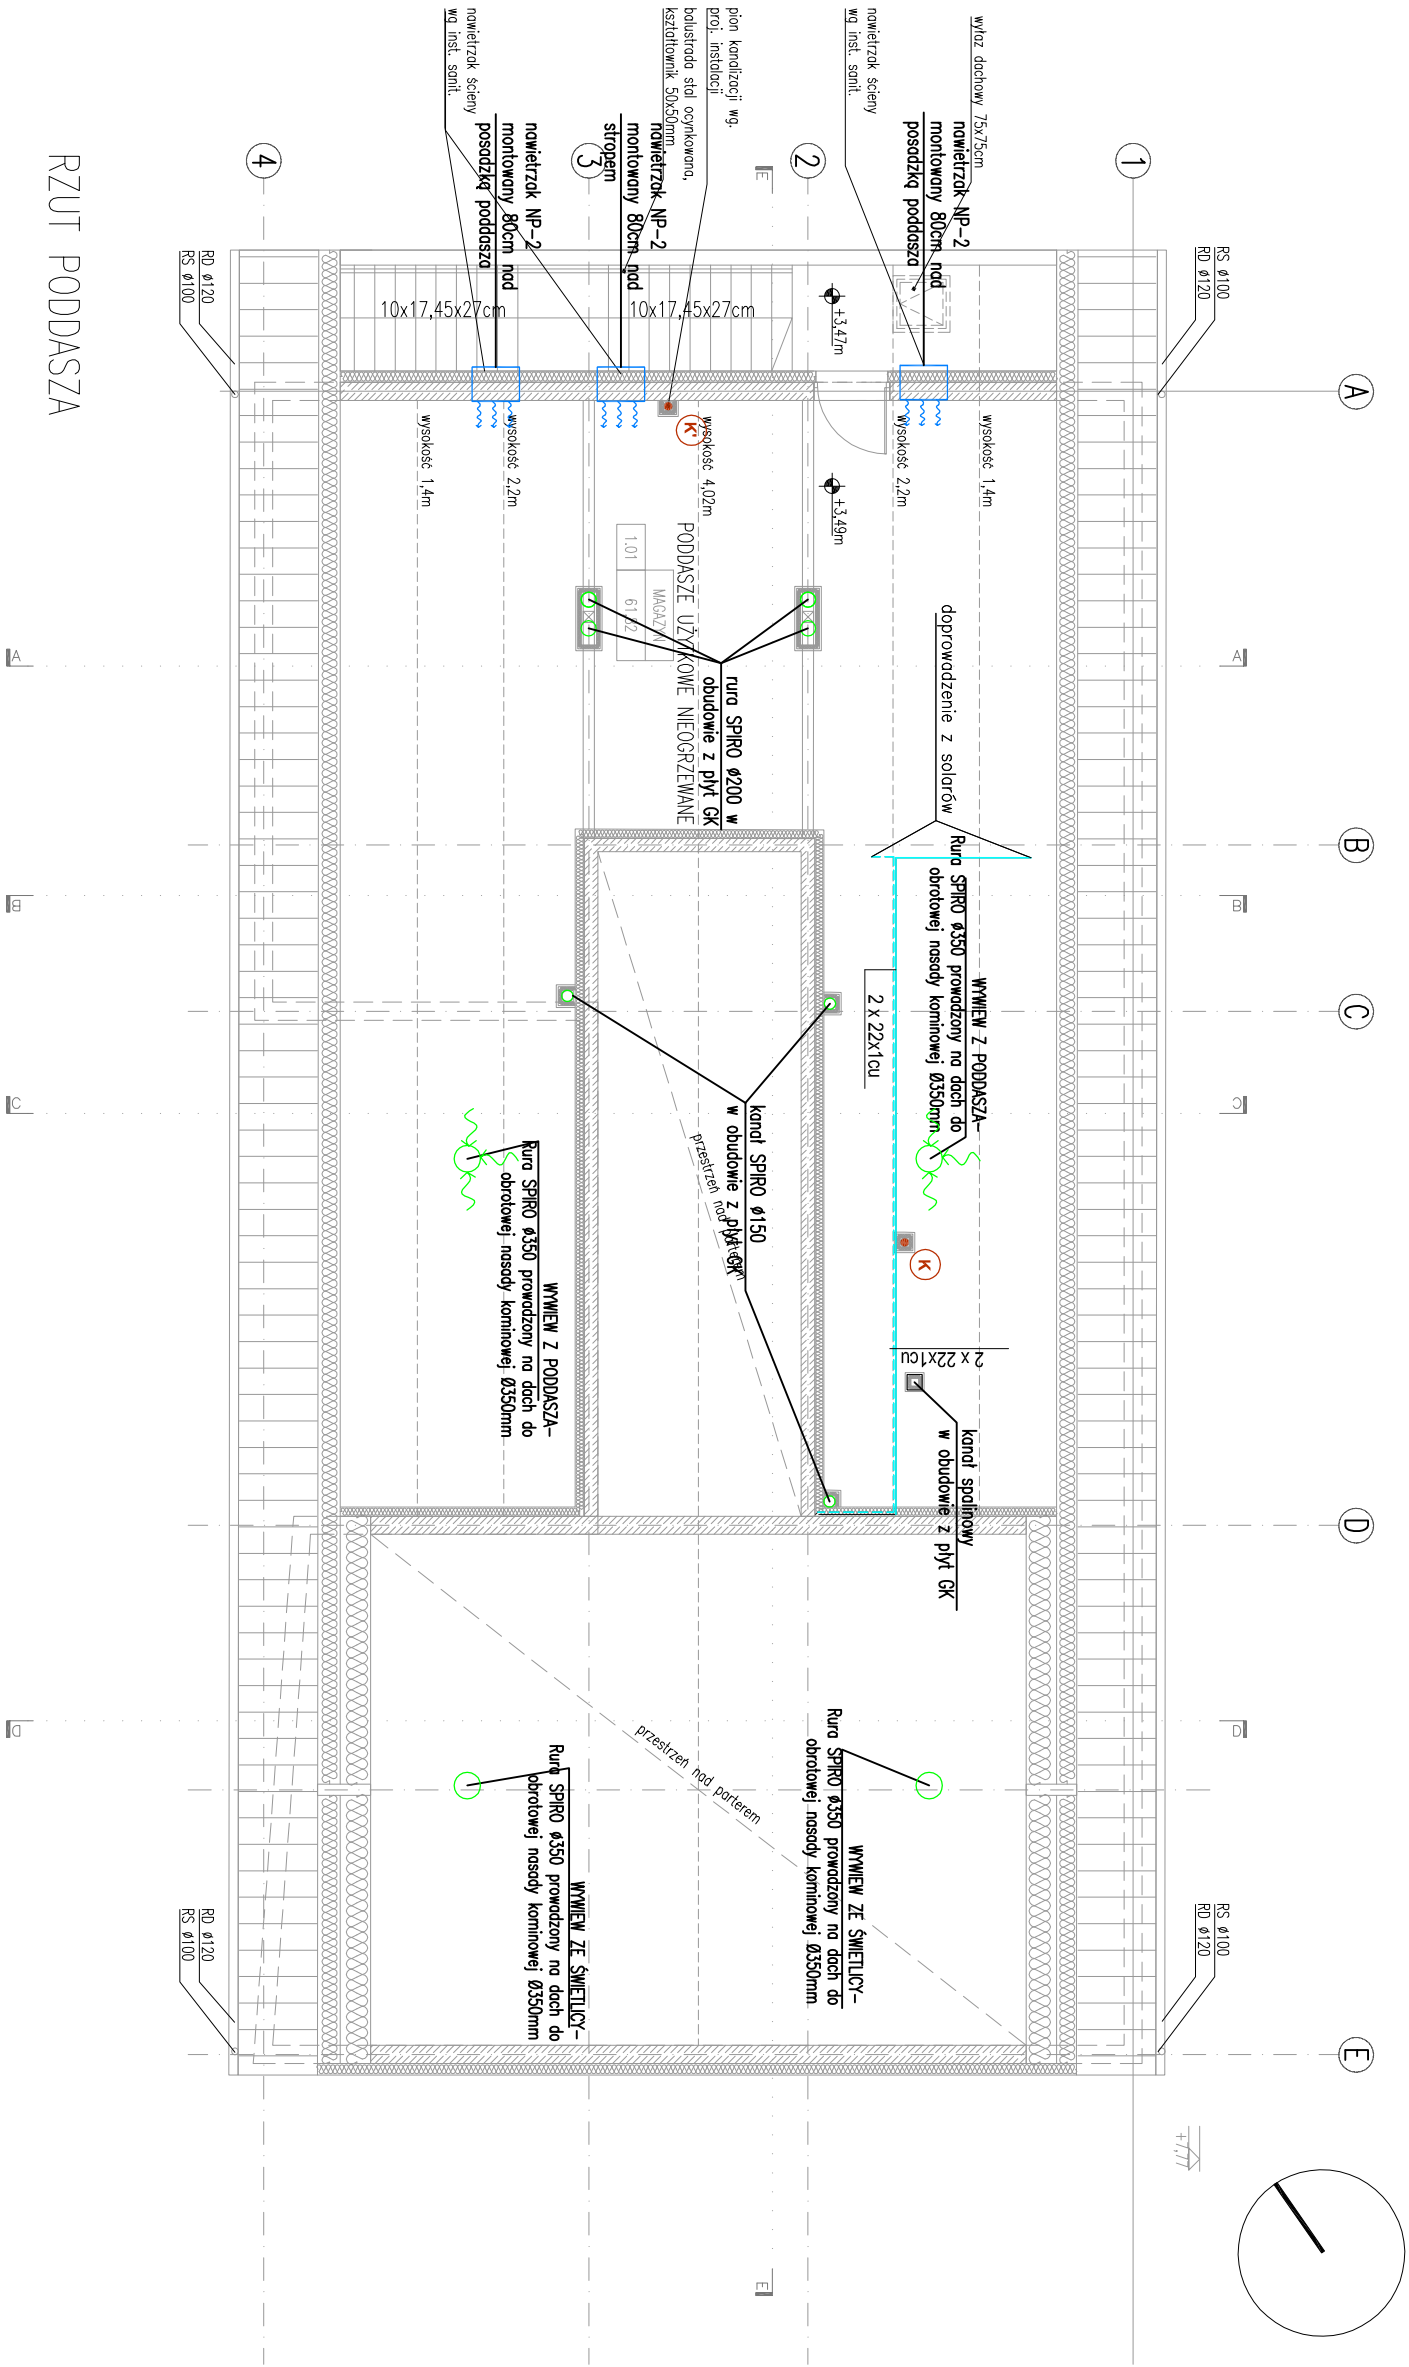 RZUT PODDASZA
1
2
3
4
A
B
C
D
E
wyłaz dachowy 75x75cm
nawietrzak NP-2
montowany 80cm nad
posadzką poddasza
nawietrzak ścieny
wg inst. sanit.
pion kanalizacji wg.
proj. instalacji
balustrada stal ocynkowana,
kształtownik 50x50mm
nawietrzak NP-2
montowany 80cm nad
stropem
nawietrzak NP-2
montowany 80cm nad
posadzką poddasza
nawietrzak ścieny
wg inst. sanit.
RS ø100
RD ø120
RD ø120
RS ø100
10x17,45x27cm
10x17,45x27cm
+3,47m
+3,49m
wysokość 1,4m
wysokość 2,2m
wysokość 4,02m
wysokość 2,2m
wysokość 1,4m
K'
PODDASZE UŻYTKOWE NIEOGRZEWANE
MAGAZYN
1.01
rura SPIRO ø200 w
obudowie z płyt GK
doprowadzenie z solarów
WYWIEW Z PODDASZA-
Rura SPIRO ø350 prowadzony na dach do
obrotowej nasady kominowej Ø350mm
2 x 22x1cu
kanał SPIRO ø150
w obudowie z płyt GK
przestrzeń nad parterem
K
2 x 22x1cu
kanał spalinowy
w obudowie z płyt GK
WYWIEW Z PODDASZA-
Rura SPIRO ø350 prowadzony na dach do
obrotowej nasady kominowej Ø350mm
WYWIEW ZE ŚWIETLICY-
Rura SPIRO ø350 prowadzony na dach do
obrotowej nasady kominowej Ø350mm
przestrzeń nad parterem
WYWIEW ZE ŚWIETLICY-
Rura SPIRO ø350 prowadzony na dach do
obrotowej nasady kominowej Ø350mm
RS ø100
RD ø120
RD ø120
RS ø100
+7,77
A
A
B
B
C
C
D
D
E
E